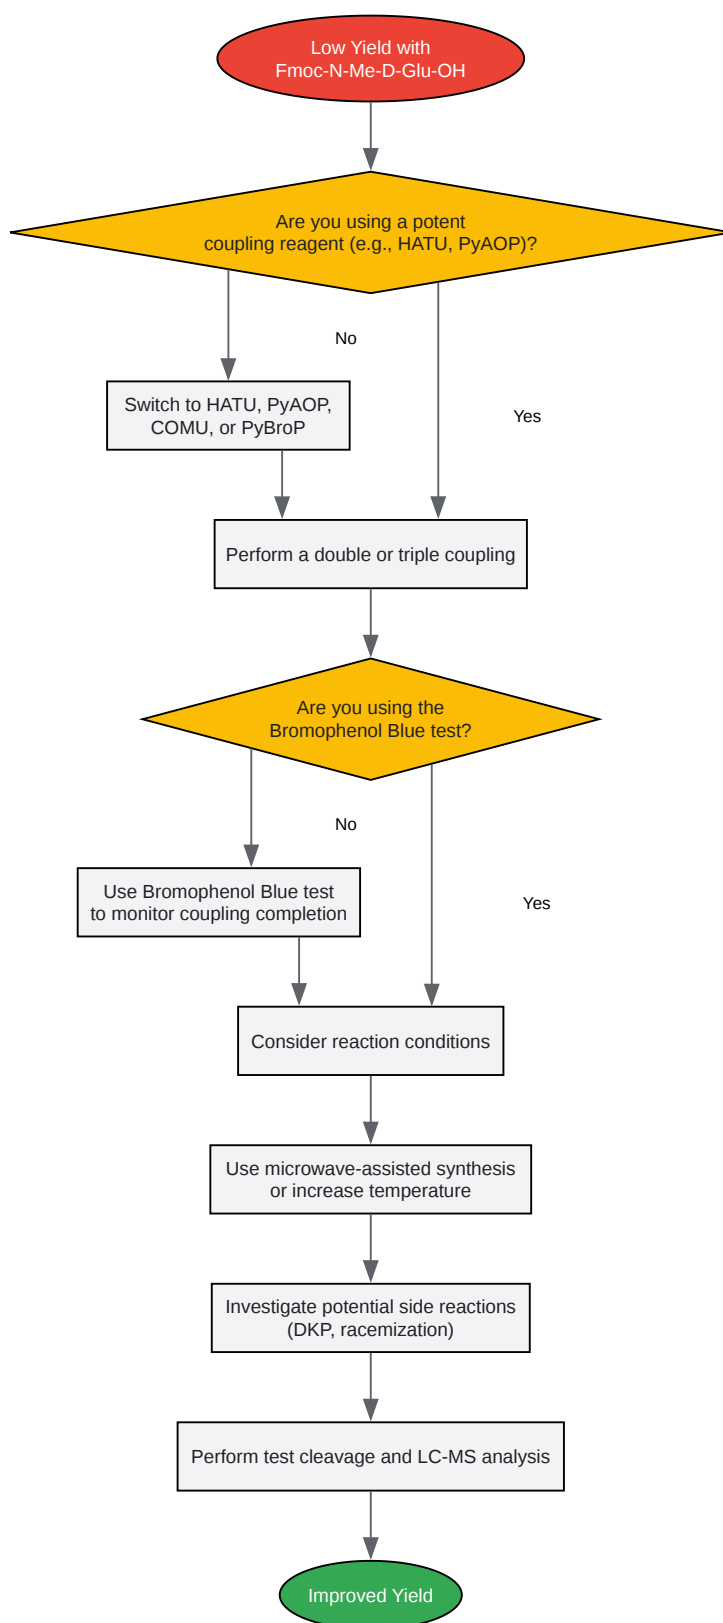 Low Yield with
Fmoc-N-Me-D-Glu-OH
Are you using a potent
coupling reagent (e.g., HATU, PyAOP)?
No
Switch to HATU, PyAOP,
COMU, or PyBroP
Yes
Perform a double or triple coupling
Are you using the
Bromophenol Blue test?
No
Use Bromophenol Blue test
to monitor coupling completion
Yes
Consider reaction conditions
Use microwave-assisted synthesis
or increase temperature
Investigate potential side reactions
(DKP, racemization)
Perform test cleavage and LC-MS analysis
Improved Yield